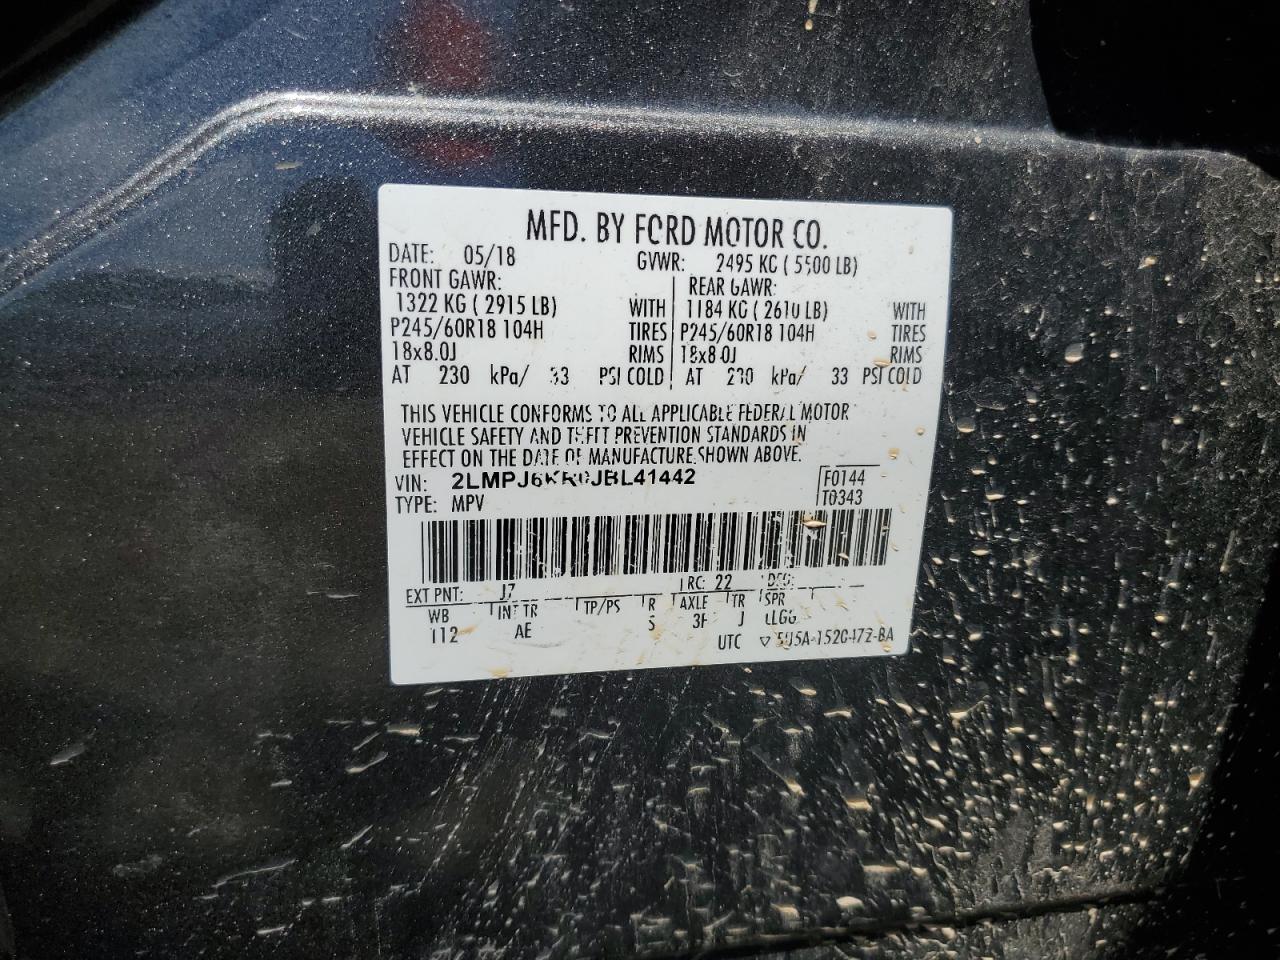 MFD. BY FORD MOTOR CO.
DATE: 05/18 GVWR: 2495 KG ( 5500 LB)
FRONT GAWR: REAR GAWR:
1322 KG ( 2915 LB) WITH 1184 KG ( 2610 LB) WITH
P245/60R18 104H TIRES P245/60R18 104H TIRES
18x8.0J RIMS 18x8.0J RIMS
AT 230 kPa/ 33 PSI COLD AT 230 kPa/ 33 PSI COLD
THIS VEHICLE CONFORMS TO ALL APPLICABLE FEDERAL MOTOR
VEHICLE SAFETY AND THEFT PREVENTION STANDARDS IN
EFFECT ON THE DATE OF MANUFACTURE SHOWN ABOVE.
VIN: F0144
TYPE: MPV T0343
EXT PNT: J7 RC: 22 DSO:
WB INT TR TP/PS R AXLE TR SPR
112 AE S J
UTC